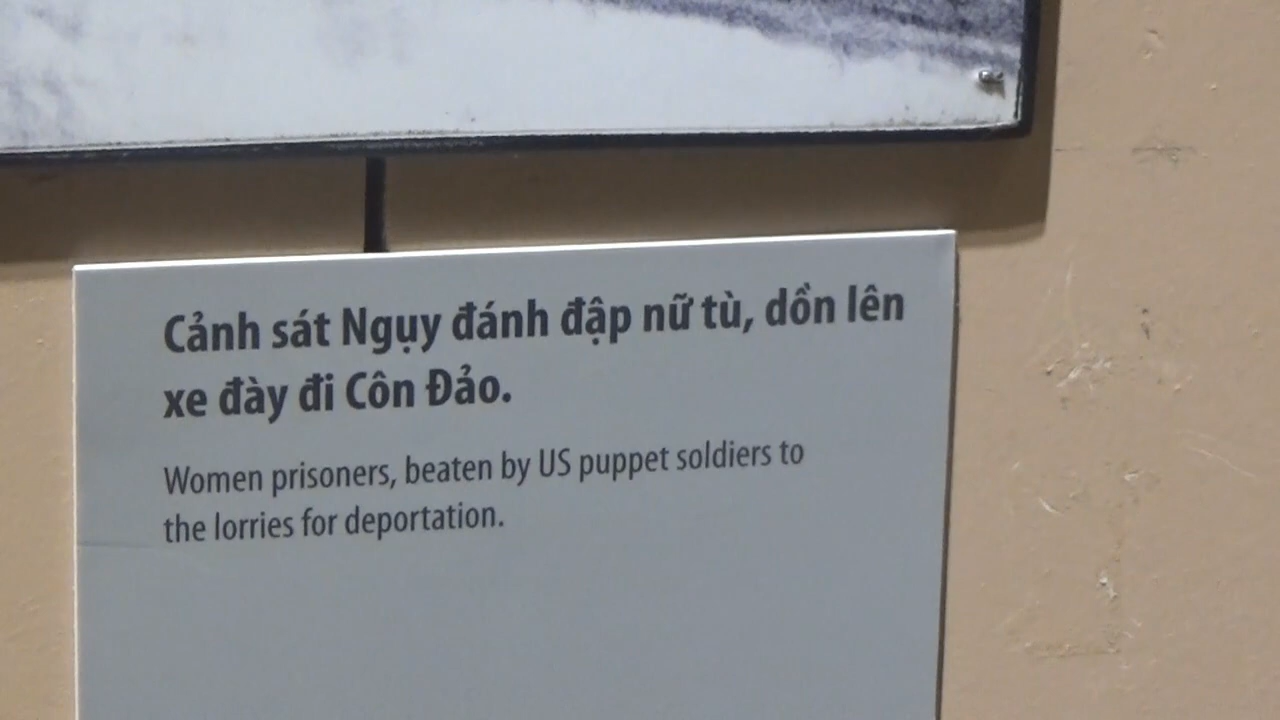 Cảnh sát Ngụy đánh đập nữ tù, dồn lên
xe đày đi Côn Đảo.
Women prisoners, beaten by US puppet soldiers to
the lorries for deportation.